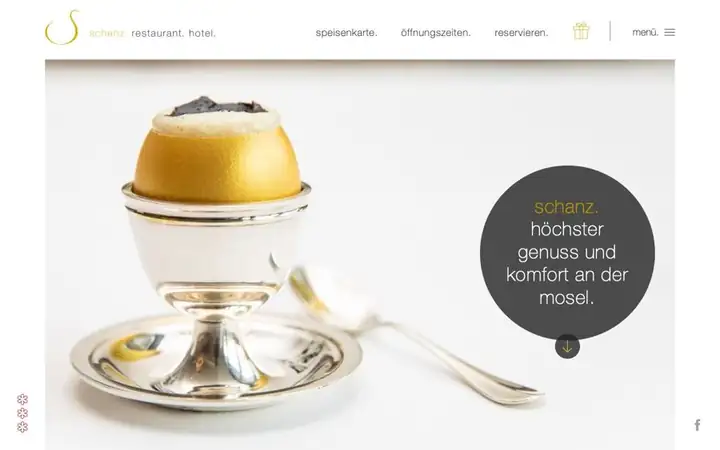 schanz. restaurant. hotel.
speisenkarte. öffnungszeiten. reservieren. menü.
schanz.
höchster
genuss und
komfort an der
mosel.
f